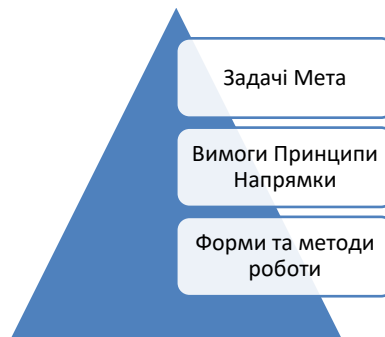 Задачі Мета
Вимоги Принципи
Напрямки
Форми та методи
роботи